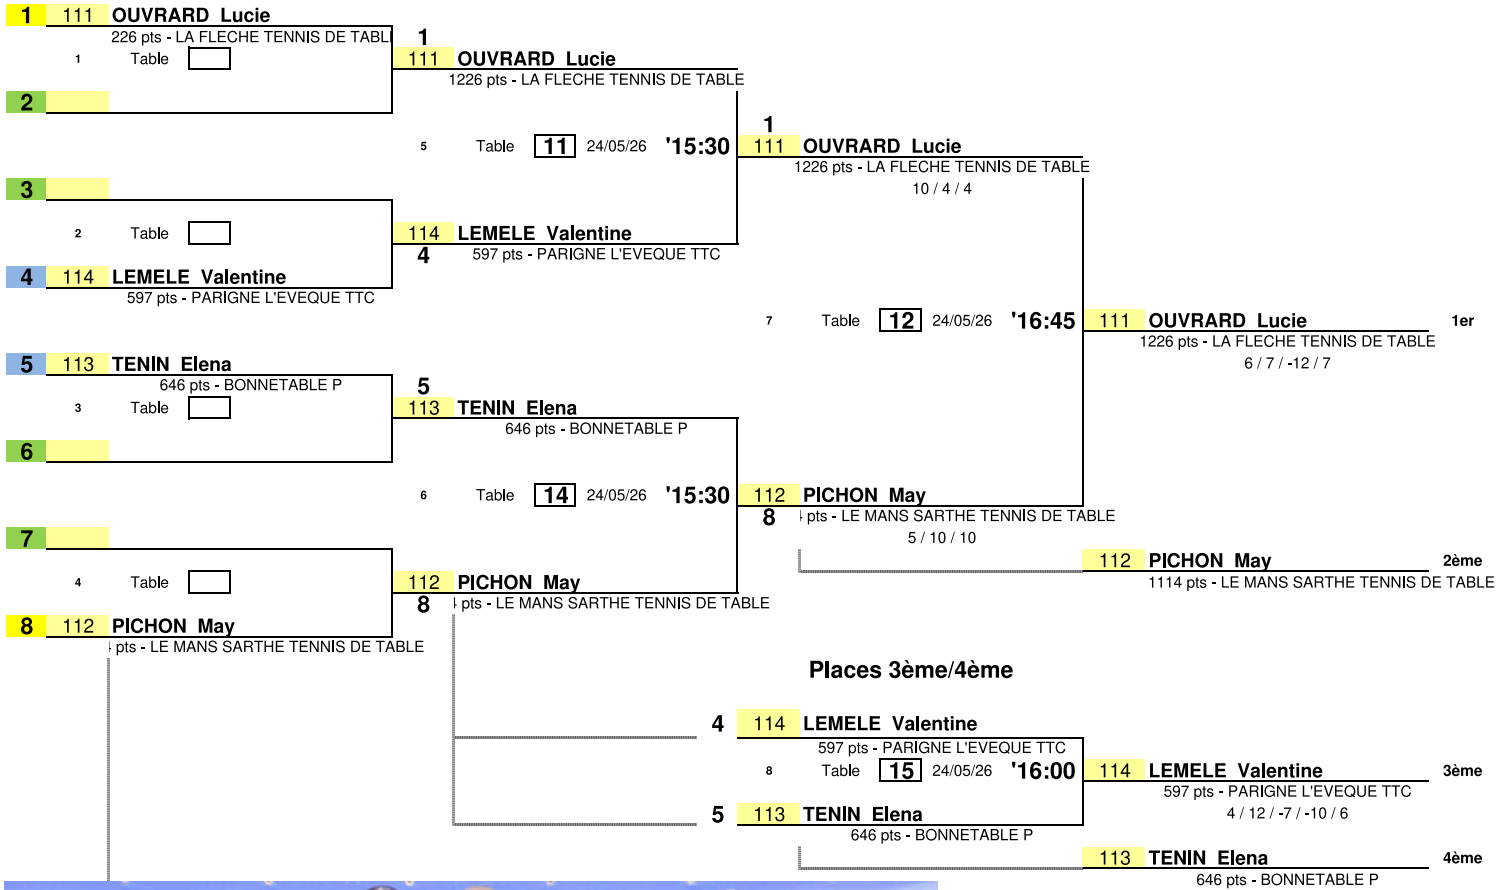 1 111 OUVRARD Lucie
226 pts - LA FLECHE TENNIS DE TABL
1 Table
2
1
111 OUVRARD Lucie
1226 pts - LA FLECHE TENNIS DE TABLE
5 Table 11 24/05/26 '15:30
1
111 OUVRARD Lucie
1226 pts - LA FLECHE TENNIS DE TABLE
10 / 4 / 4
3
2 Table
114 LEMELE Valentine
4 597 pts - PARIGNE L'EVEQUE TTC
4 114 LEMELE Valentine
597 pts - PARIGNE L'EVEQUE TTC
7 Table 12 24/05/26 '16:45
111 OUVRARD Lucie 1er
1226 pts - LA FLECHE TENNIS DE TABLE
6 / 7 / -12 / 7
5 113 TENIN Elena
646 pts - BONNETABLE P
3 Table
5
113 TENIN Elena
646 pts - BONNETABLE P
6
6 Table 14 24/05/26 '15:30
112 PICHON May
8 pts - LE MANS SARTHE TENNIS DE TABLE
5 / 10 / 10
7
4 Table
112 PICHON May
8 pts - LE MANS SARTHE TENNIS DE TABLE
112 PICHON May 2ème
1114 pts - LE MANS SARTHE TENNIS DE TABLE
8 112 PICHON May
pts - LE MANS SARTHE TENNIS DE TABLE
Places 3ème/4ème
4 114 LEMELE Valentine
597 pts - PARIGNE L'EVEQUE TTC
8 Table 15 24/05/26 '16:00
114 LEMELE Valentine 3ème
597 pts - PARIGNE L'EVEQUE TTC
4 / 12 / -7 / -10 / 6
5 113 TENIN Elena
646 pts - BONNETABLE P
113 TENIN Elena 4ème
646 pts - BONNETABLE P